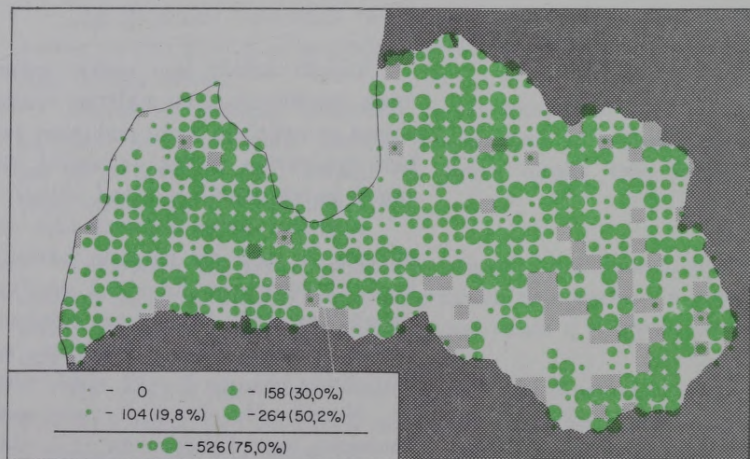 - 0 - 158 (30,0%)
- 104 (19,8%) - 264 (50,2%)
- 526 (75,0%)